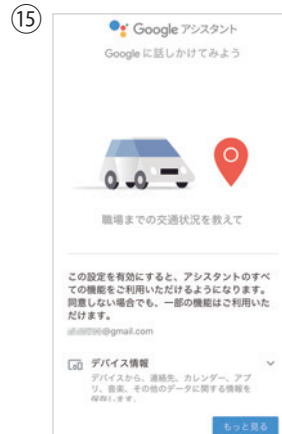 ⑮
Google アシスタント
Google に話しかけてみよう
職場までの交通状況を教えて
この設定を有効にすると、アシスタントのすべ
ての機能をご利用いただけるようになります。
同意しない場合でも、一部の機能はご利用いた
だけます。
@gmail.com
デバイス情報
デバイスから、連絡先、カレンダー、アプ
リ、音楽、その他のデータに関する情報を
保存します。
もっと見る